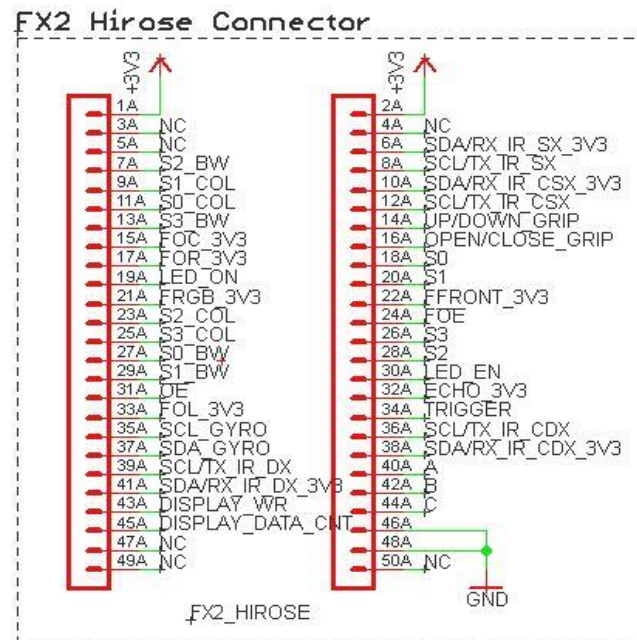 FX2 Hirose Connector
+3V3
1A
3A NC
5A NC
7A S2_BW
9A S1_COL
11A S0_COL
13A S3_BW
15A FOC_3V3
17A FOR_3V3
19A LED_ON
21A FRGB_3V3
23A S2_COL
25A S3_COL
27A S0_BW
29A S1_BW
31A OE
33A FOL_3V3
35A SCL_GYRO
37A SDA_GYRO
39A SCL/TX_IR_DX
41A SDA/RX_IR_DX_3V3
43A DISPLAY_WR
45A DISPLAY_DATA_CNT
47A NC
49A NC
+3V3
2A
4A NC
6A SDA/RX_IR_SX_3V3
8A SCL/TX_IR_SX
10A SDA/RX_IR_CSX_3V3
12A SCL/TX_IR_CSX
14A UP/DOWN_GRIP
16A OPEN/CLOSE_GRIP
18A S0
20A S1
22A FFRONT_3V3
24A FOE
26A S3
28A S2
30A LED_EN
32A ECHO_3V3
34A TRIGGER
36A SCL/TX_IR_CDX
38A SDA/RX_IR_CDX_3V3
40A A
42A B
44A C
46A
48A
50A NC
GND
FX2_HIROSE